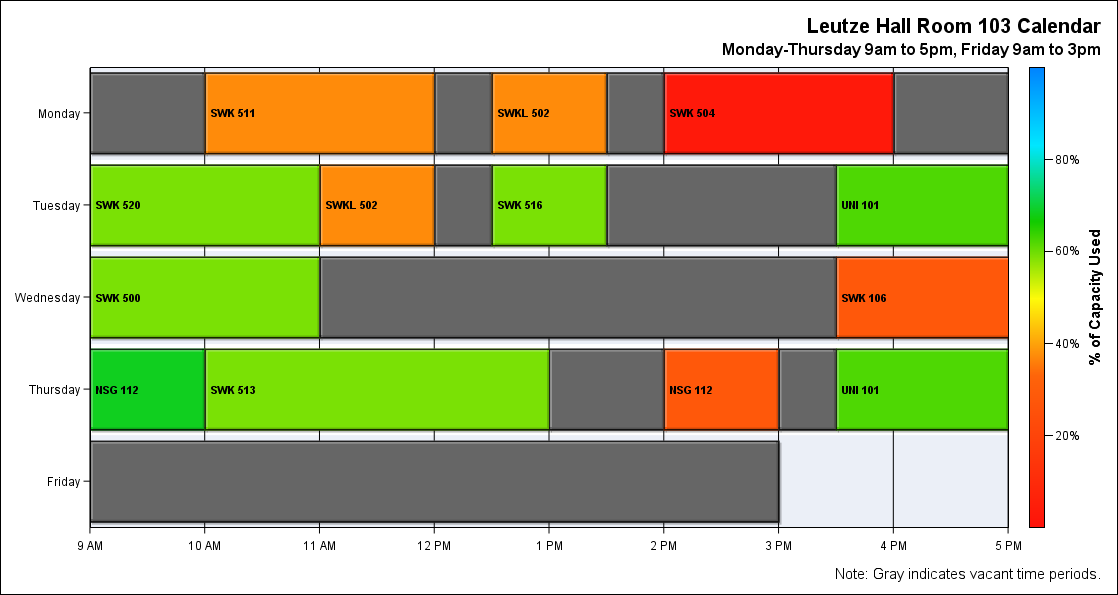 Leutze Hall Room 103 Calendar
Monday-Thursday 9am to 5pm, Friday 9am to 3pm
Monday
SWK 511
SWKL 502
SWK 504
Tuesday
SWK 520
SWKL 502
SWK 516
UNI 101
Wednesday
SWK 500
SWK 106
Thursday
NSG 112
SWK 513
NSG 112
UNI 101
Friday
9 AM
10 AM
11 AM
12 PM
1 PM
2 PM
3 PM
4 PM
5 PM
80%
60%
40%
20%
% of Capacity Used
Note: Gray indicates vacant time periods.